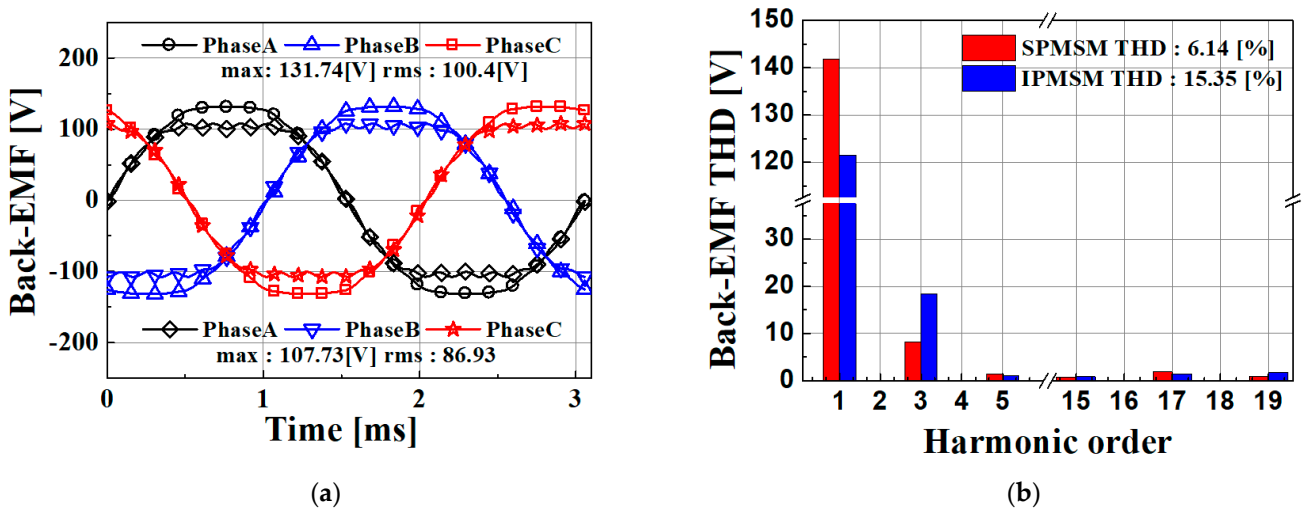 PhaseA PhaseB PhaseC
max: 131.74[V] rms : 100.4[V]
200
100
0
-100
-200
Back-EMF [V]
PhaseA PhaseB PhaseC
max : 107.73[V] rms : 86.93
0 1 2 3
Time [ms]
(a)
SPMSM THD : 6.14 [%]
IPMSM THD : 15.35 [%]
150
140
120
30
20
10
0
Back-EMF THD [V]
1 2 3 4 5 15 16 17 18 19
Harmonic order
(b)